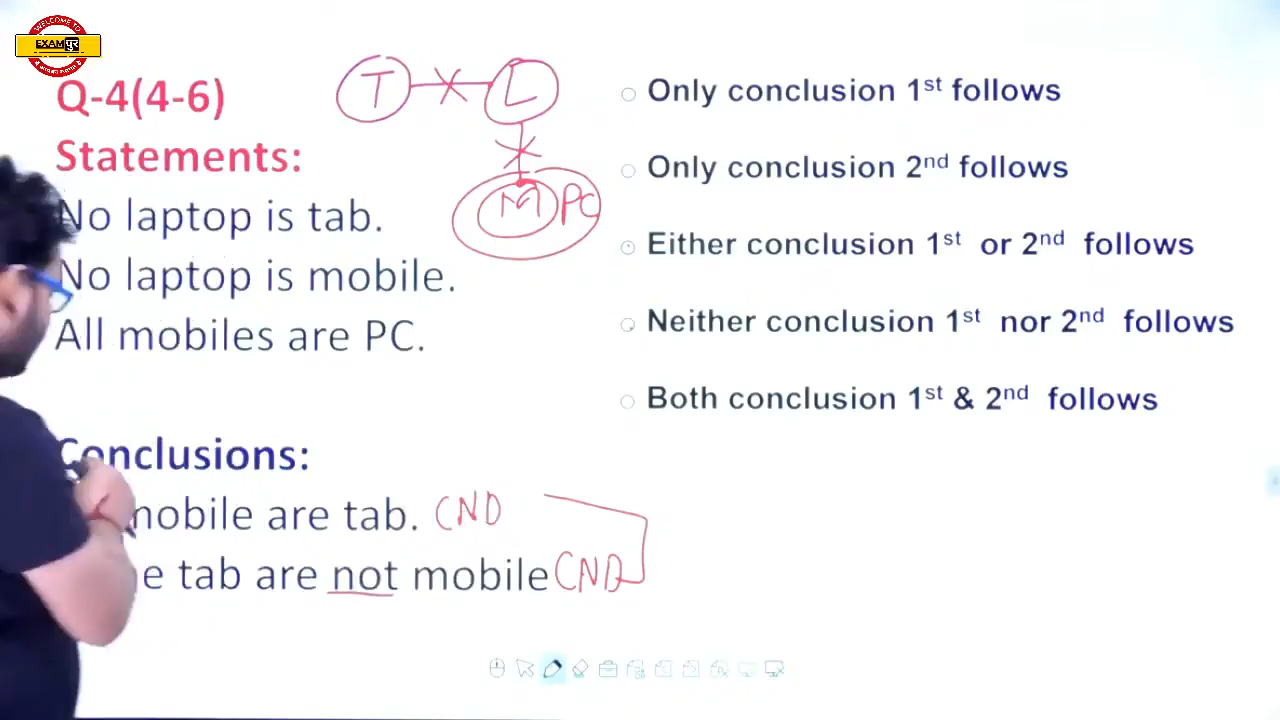 WELCOME TO
EXAM पुर
Q-4(4-6)
Statements:
No laptop is tab.
No laptop is mobile.
All mobiles are PC.
Conclusions:
mobile are tab. CND
tab are not mobile CND
T L
M PC
Only conclusion 1st follows
Only conclusion 2nd follows
Either conclusion 1st or 2nd follows
Neither conclusion 1st nor 2nd follows
Both conclusion 1st & 2nd follows